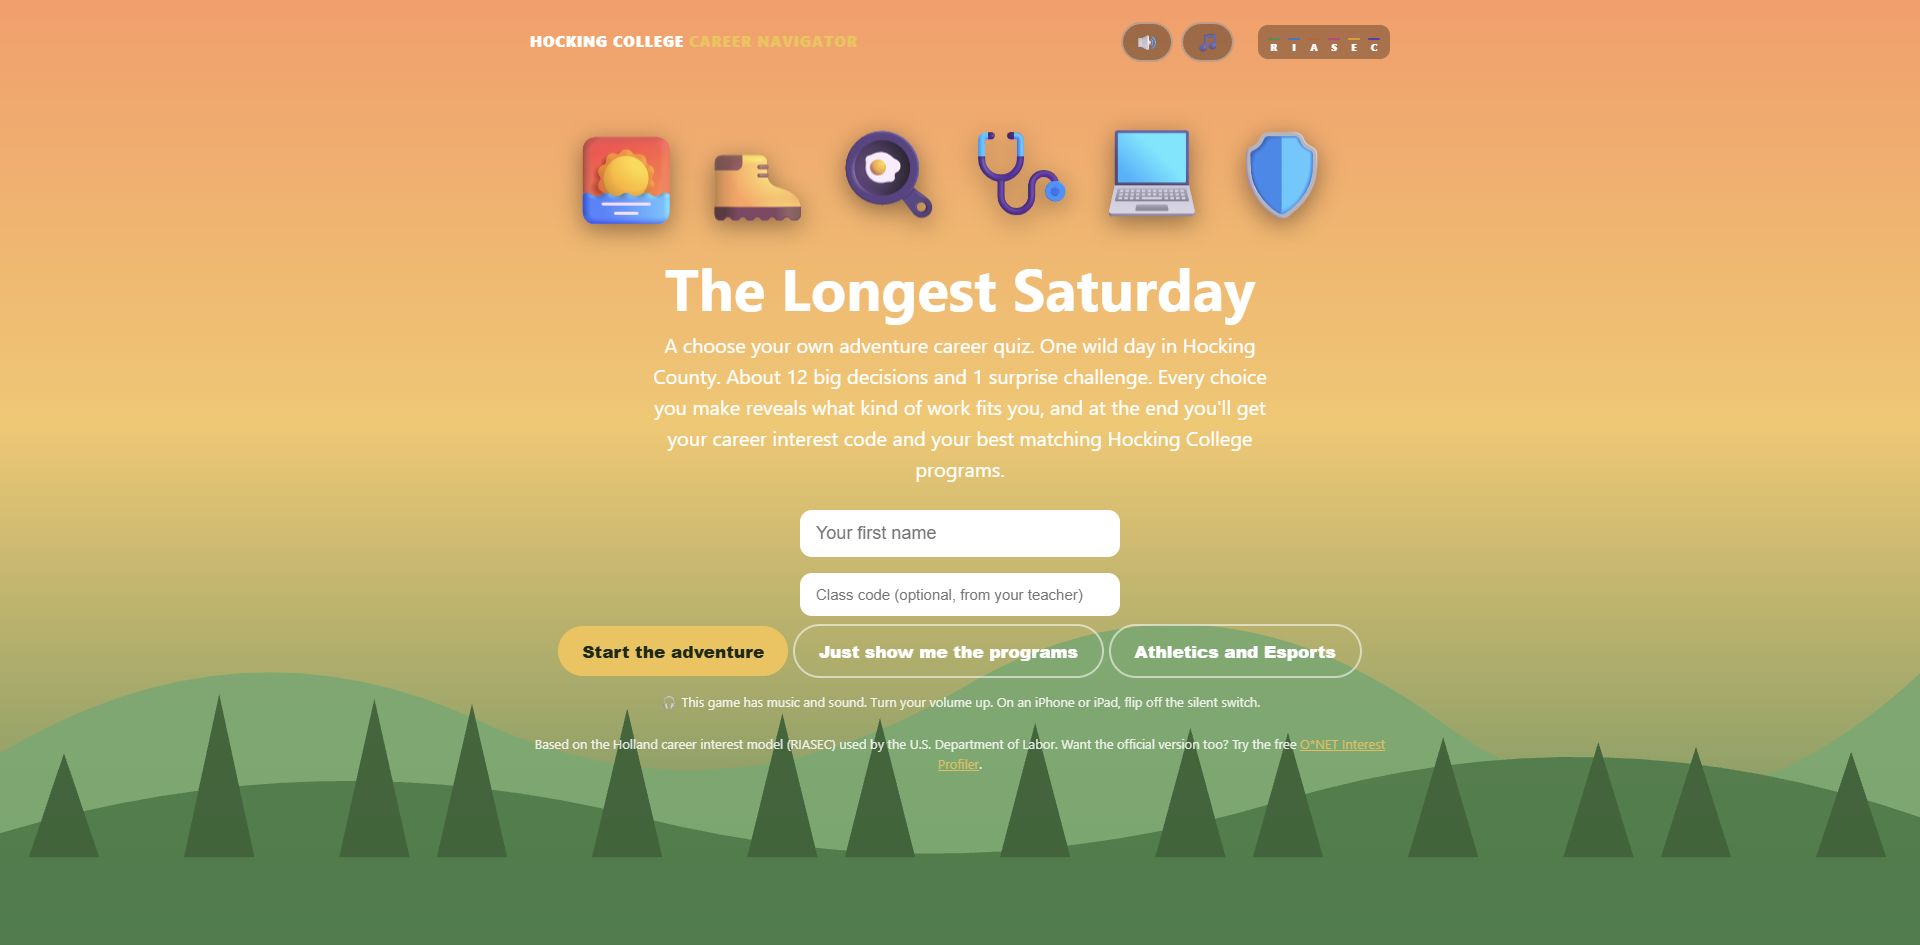 HOCKING COLLEGE CAREER NAVIGATOR
R I A S E C
The Longest Saturday
A choose your own adventure career quiz. One wild day in Hocking
County. About 12 big decisions and 1 surprise challenge. Every choice
you make reveals what kind of work fits you, and at the end you'll get
your career interest code and your best matching Hocking College
programs.
Your first name
Class code (optional, from your teacher)
Start the adventure
Just show me the programs
Athletics and Esports
This game has music and sound. Turn your volume up. On an iPhone or iPad, flip off the silent switch.
Based on the Holland career interest model (RIASEC) used by the U.S. Department of Labor. Want the official version too? Try the free O*NET Interest
Profiler.